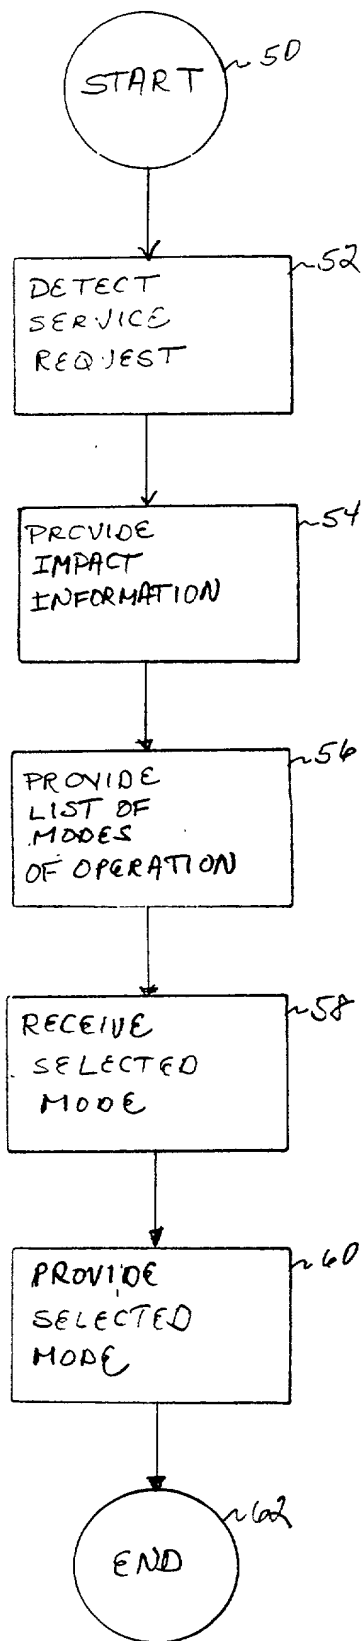 START
50
52
DETECT
SERVICE
REQUEST
54
PROVIDE
IMPACT
INFORMATION
56
PROVIDE
LIST OF
MODES
OF OPERATION
58
RECEIVE
SELECTED
MODE
60
PROVIDE
SELECTED
MODE
62
END